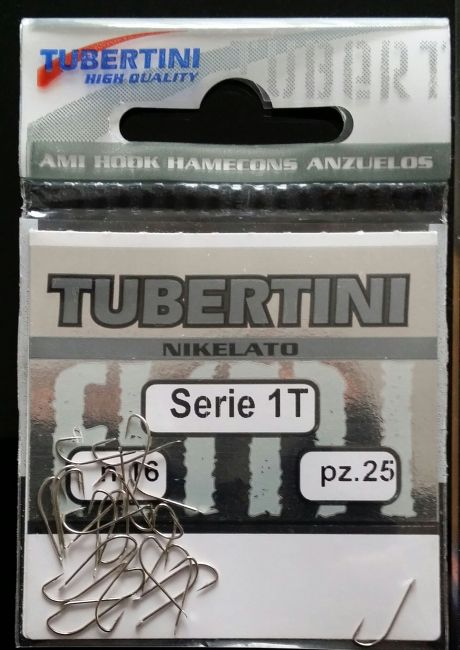 TUBERTINI
HIGH QUALITY
AMI HOOK HAMECONS ANZUELOS
TUBERTINI
NIKELATO
Serie 1T
pz.25